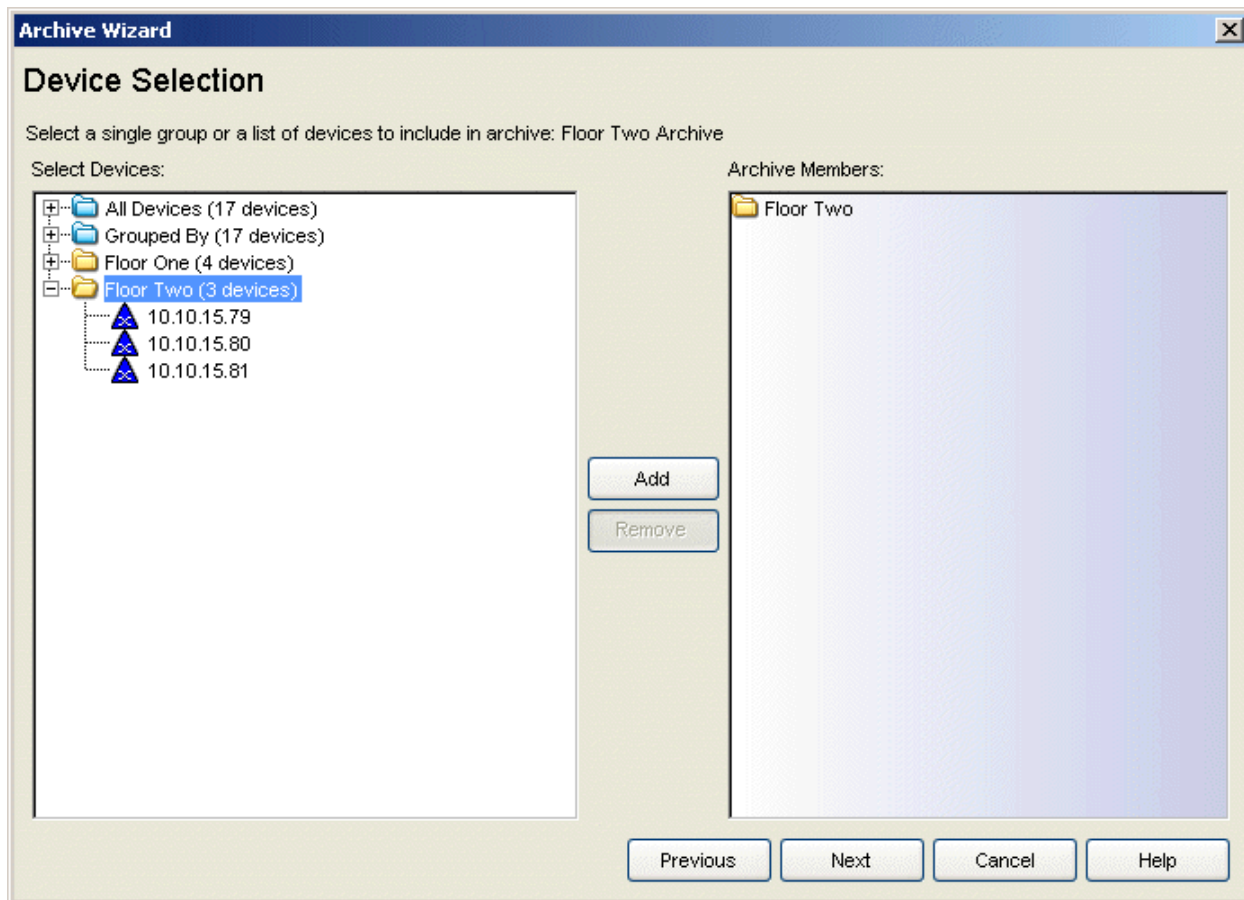 Archive Wizard
Device Selection
Select a single group or a list of devices to include in archive: Floor Two Archive
Select Devices:
All Devices (17 devices)
Grouped By (17 devices)
Floor One (4 devices)
Floor Two (3 devices)
10.10.15.79
10.10.15.80
10.10.15.81
Add
Remove
Archive Members:
Floor Two
Previous
Next
Cancel
Help